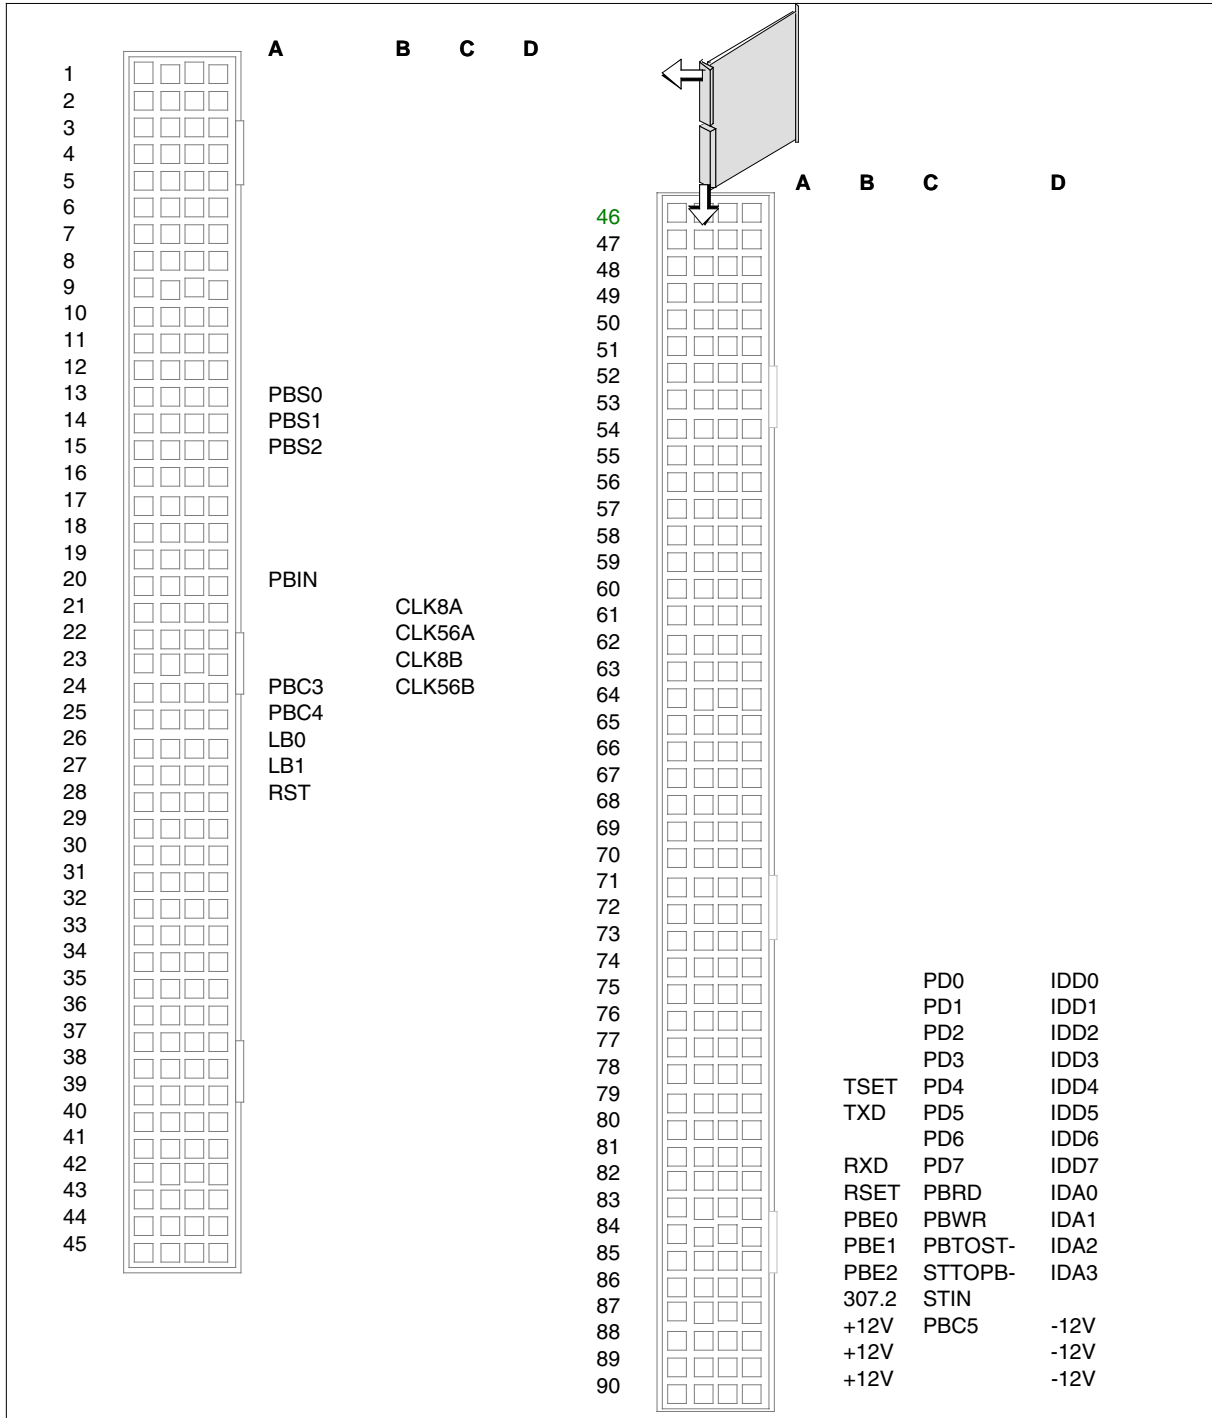 A B C D
1
2
3
4
5
6
7
8
9
10
11
12
13 PBS0
14 PBS1
15 PBS2
16
17
18
19
20 PBIN
21 CLK8A
22 CLK56A
23 CLK8B
24 PBC3 CLK56B
25 PBC4
26 LB0
27 LB1
28 RST
29
30
31
32
33
34
35
36
37
38
39
40
41
42
43
44
45
A B C D
46
47
48
49
50
51
52
53
54
55
56
57
58
59
60
61
62
63
64
65
66
67
68
69
70
71
72
73
74
75 PD0 IDD0
76 PD1 IDD1
77 PD2 IDD2
78 PD3 IDD3
79 TSET PD4 IDD4
80 TXD PD5 IDD5
81 PD6 IDD6
82 RXD PD7 IDD7
83 RSET PBRD IDA0
84 PBE0 PBWR IDA1
85 PBE1 PBTOST- IDA2
86 PBE2 STTOPB- IDA3
87 307.2 STIN
88 +12V PBC5 -12V
89 +12V -12V
90 +12V -12V